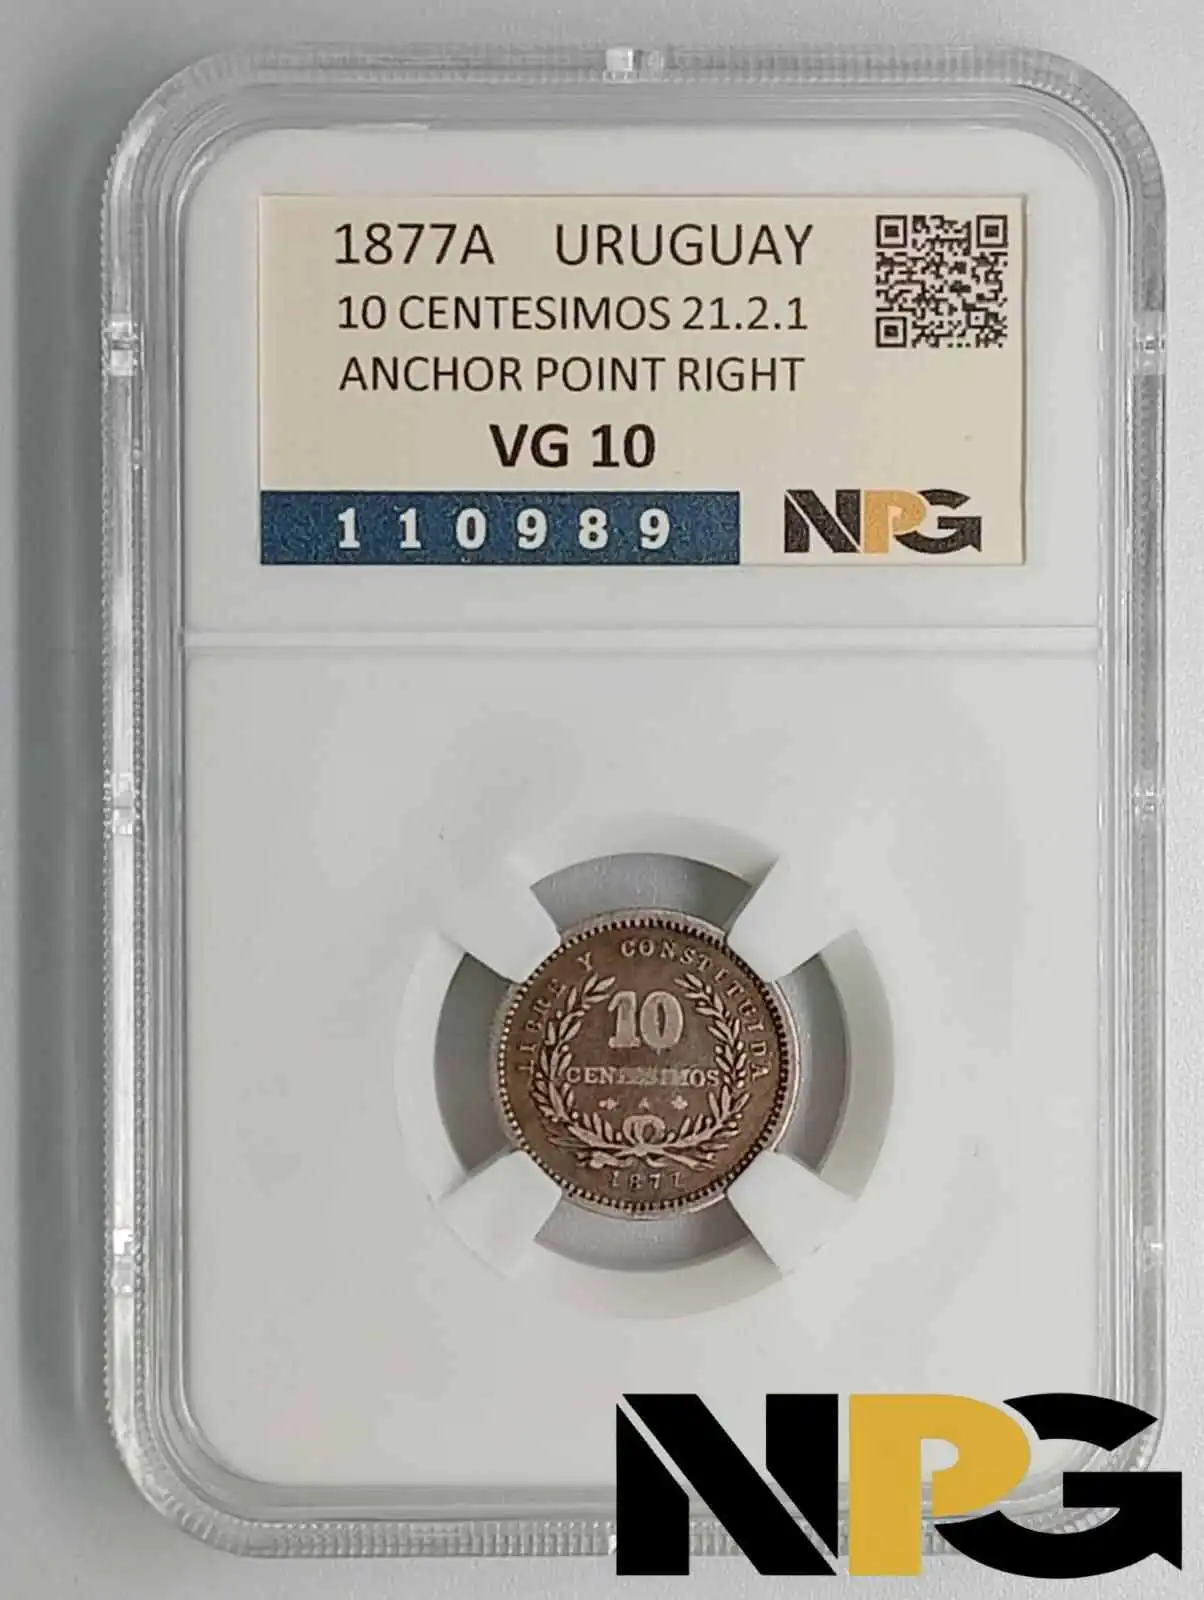 1877A URUGUAY
10 CENTESIMOS 21.2.1
ANCHOR POINT RIGHT
VG 10
110989
NPG
LIBRE Y CONSTITUIDA
10
CENTESIMOS
A
1877
NPG